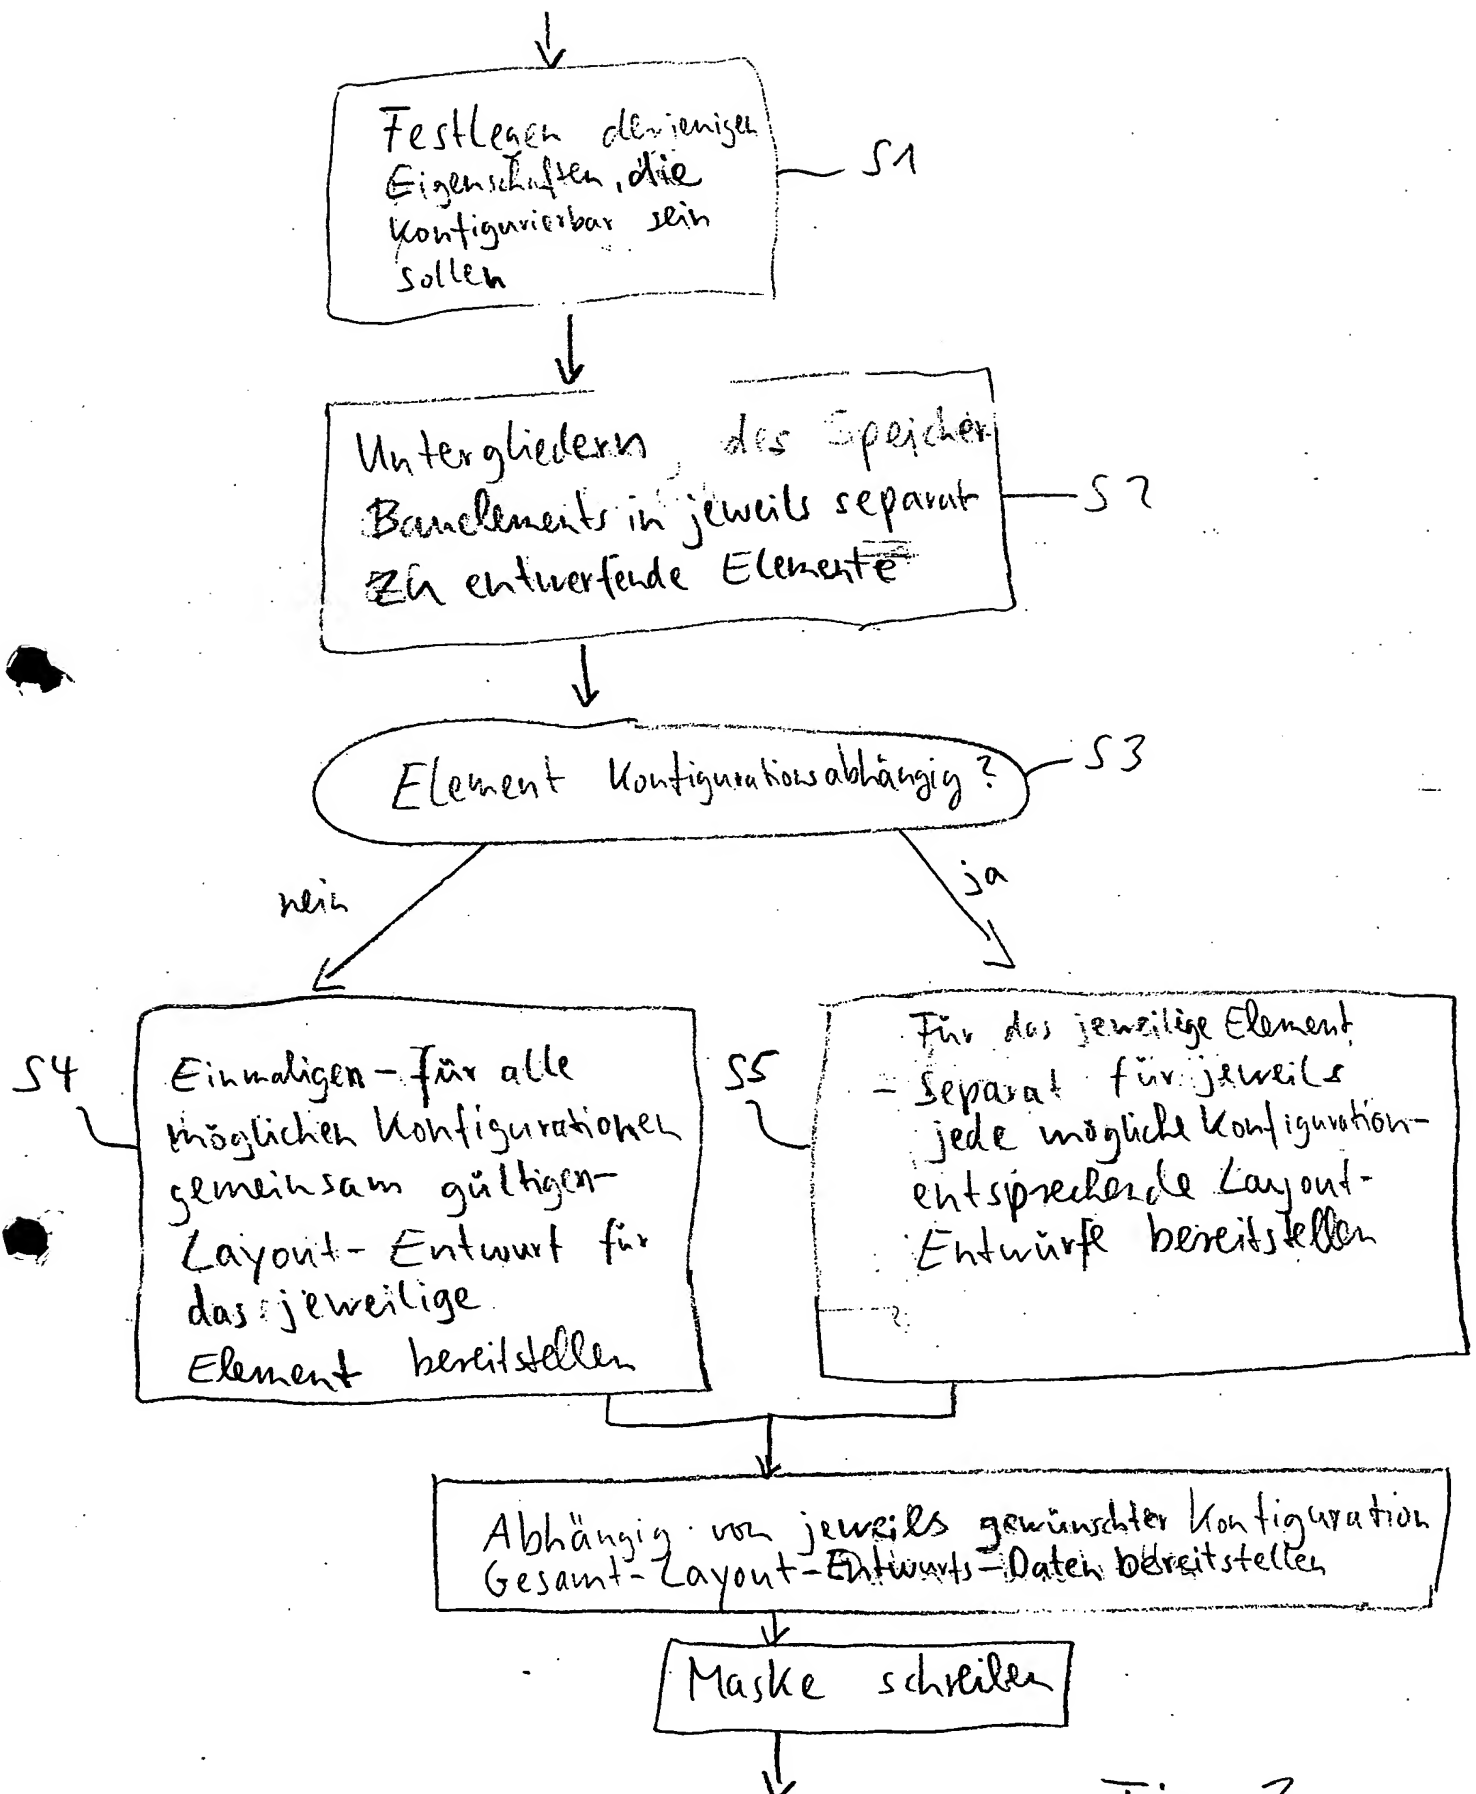 Festlegen derjenigen
Eigenschaften, die
konfigurierbar sein
sollen
S1
Untergliedern des Speicher
Bauelements in jeweils separat
zu entwerfende Elemente
S2
Element konfigurationsabhängig?
S3
nein
ja
S4
Einmaligen - für alle
möglichen Konfigurationen
gemeinsam gültigen-
Layout-Entwurf für
das jeweilige
Element bereitstellen
S5
Für das jeweilige Element
- separat für jeweils
jede mögliche Konfiguration-
entsprechende Layout-
Entwürfe bereitstellen
Abhängig von jeweils gewünschter Konfiguration
Gesamt-Layout-Entwurfs-Daten bereitstellen
Maske schreiben